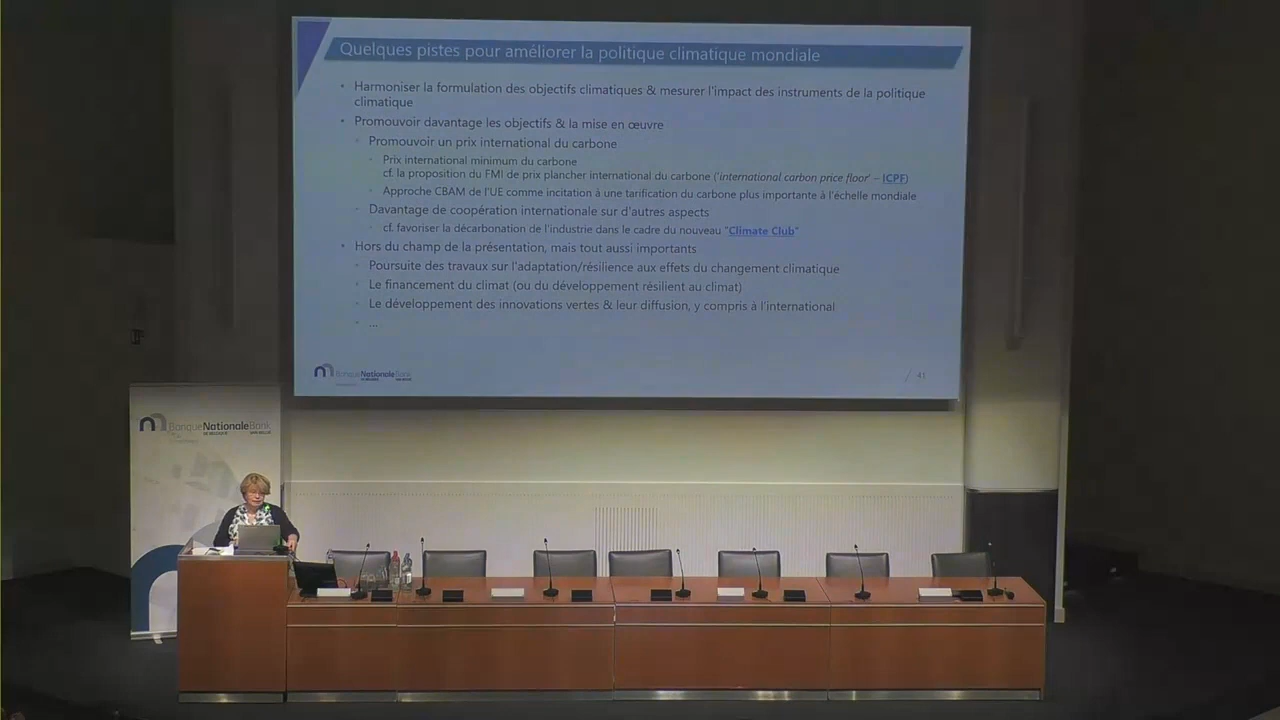 Quelques pistes pour améliorer la politique climatique mondiale
• Harmoniser la formulation des objectifs climatiques & mesurer l'impact des instruments de la politique
climatique
• Promouvoir davantage les objectifs & la mise en œuvre
Promouvoir un prix international du carbone
Prix international minimum du carbone
cf. la proposition du FMI de prix plancher international du carbone ('international carbon price floor' – ICPF)
Approche CBAM de l'UE comme incitation à une tarification du carbone plus importante à l'échelle mondiale
Davantage de coopération internationale sur d'autres aspects
cf. favoriser la décarbonation de l'industrie dans le cadre du nouveau "Climate Club"
• Hors du champ de la présentation, mais tout aussi importants
Poursuite des travaux sur l'adaptation/résilience aux effets du changement climatique
Le financement du climat (ou du développement résilient au climat)
Le développement des innovations vertes & leur diffusion, y compris à l'international
...
BanqueNationaleBank
/ 41
BanqueNationaleBank
DE BELGIQUE VAN BELGIË